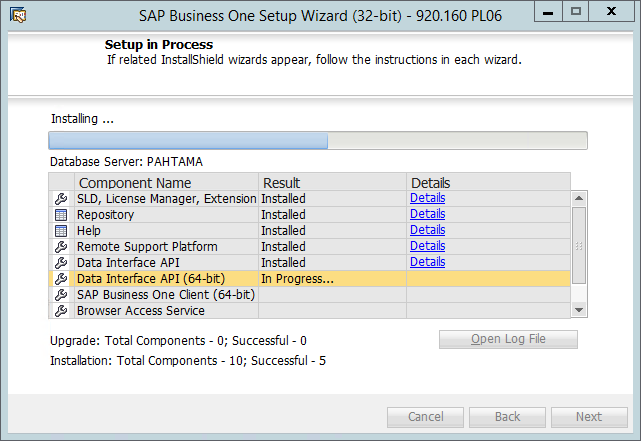 SAP Business One Setup Wizard (32-bit) - 920.160 PL06
Setup in Process
If related InstallShield wizards appear, follow the instructions in each wizard.
Installing ...
Database Server: PAHTAMA
Component Name Result Details
SLD, License Manager, Extension Installed Details
Repository Installed Details
Help Installed Details
Remote Support Platform Installed Details
Data Interface API Installed Details
Data Interface API (64-bit) In Progress...
SAP Business One Client (64-bit)
Browser Access Service
Upgrade: Total Components - 0; Successful - 0
Open Log File
Installation: Total Components - 10; Successful - 5
Cancel Back Next